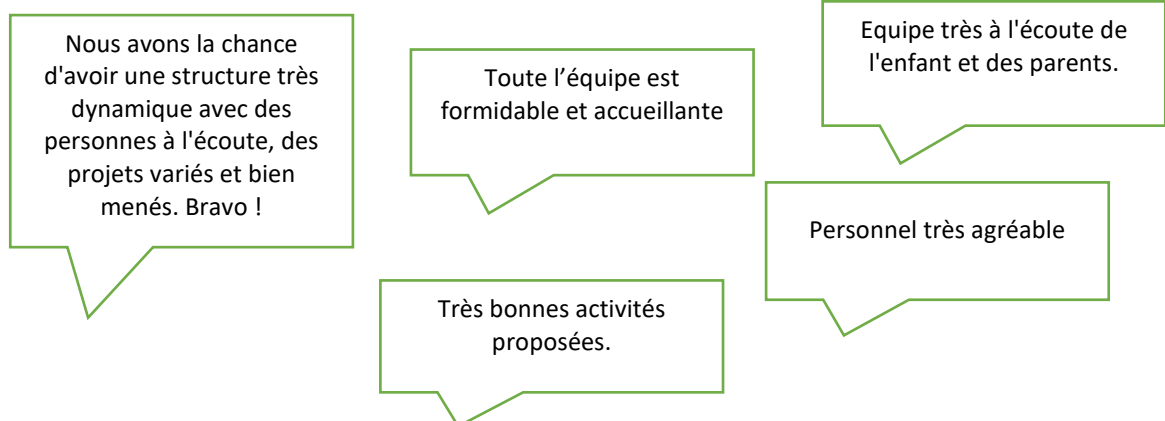 Nous avons la chance
d'avoir une structure très
dynamique avec des
personnes à l'écoute, des
projets variés et bien
menés. Bravo !
Toute l’équipe est
formidable et accueillante
Equipe très à l'écoute de
l'enfant et des parents.
Personnel très agréable
Très bonnes activités
proposées.